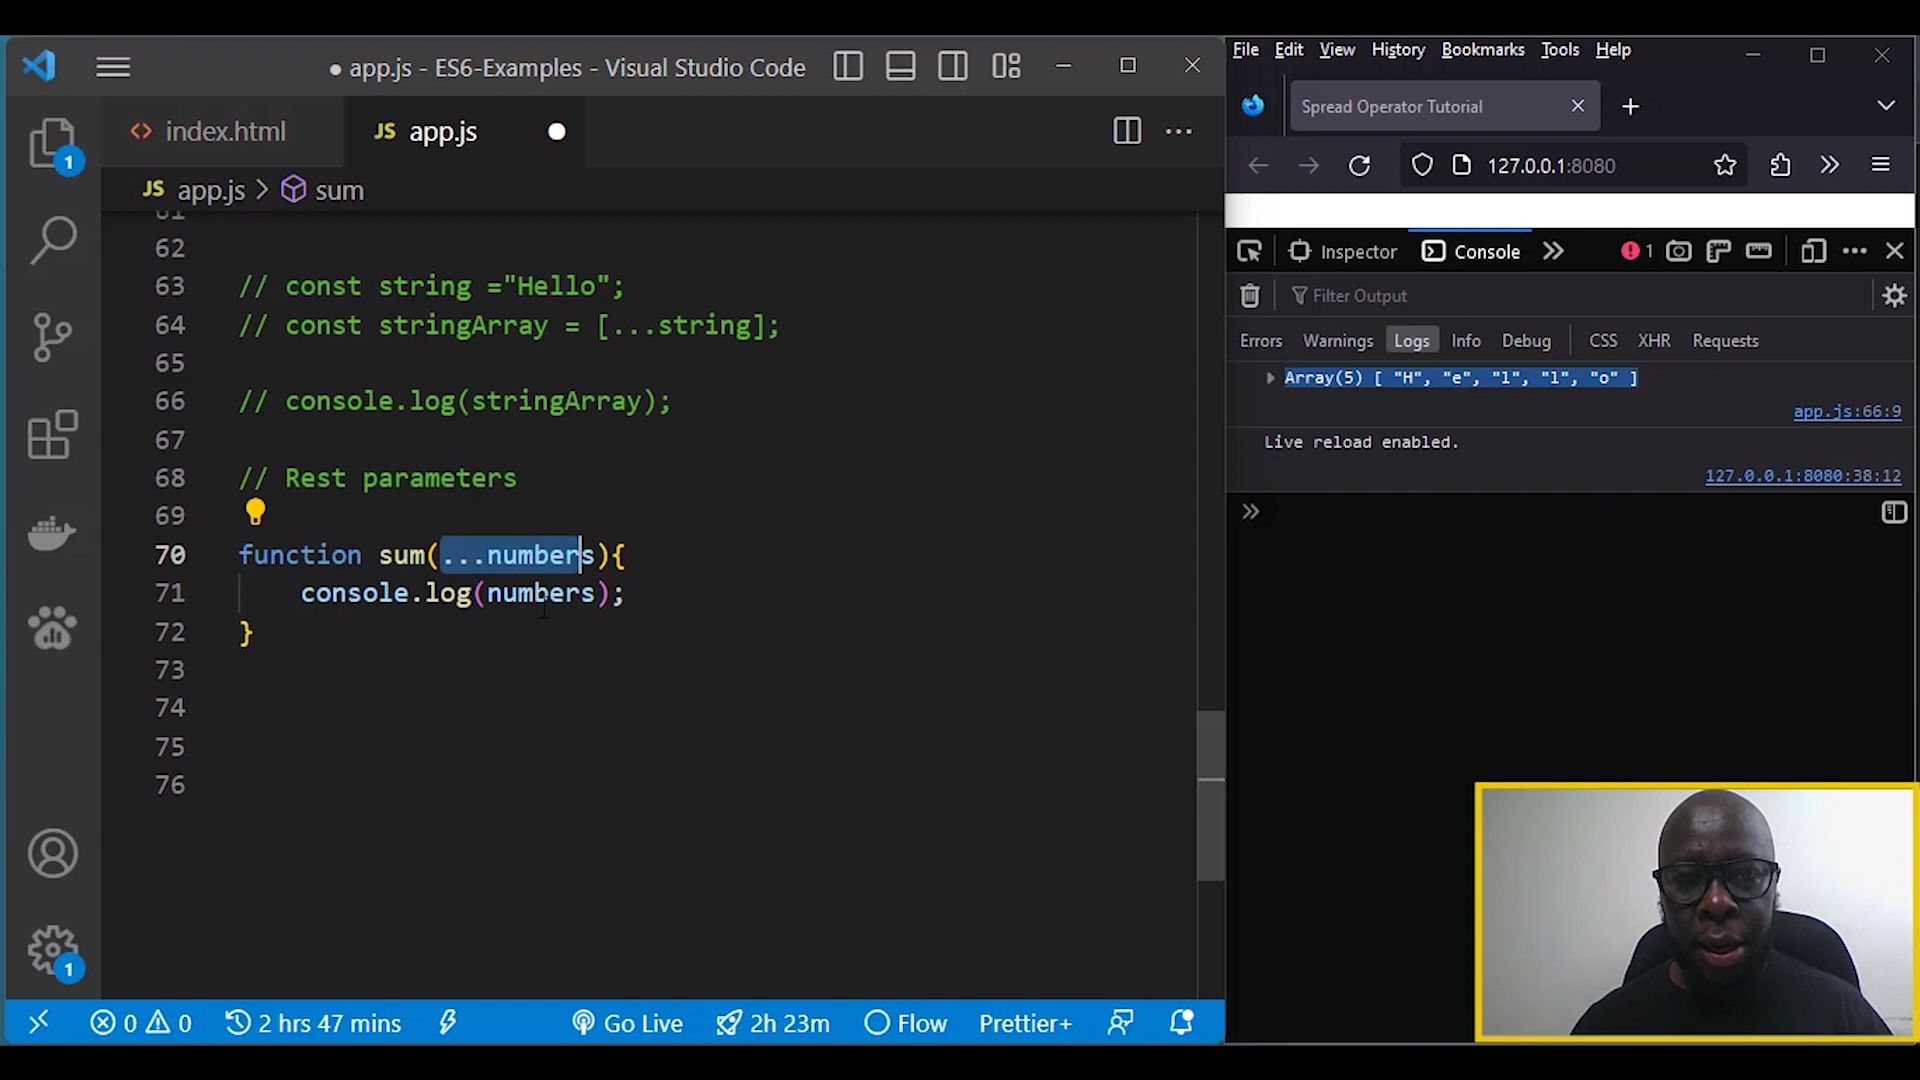 ● app.js - ES6-Examples - Visual Studio Code
index.html
JS app.js
JS app.js > sum
61
62
63 // const string ="Hello";
64 // const stringArray = [...string];
65
66 // console.log(stringArray);
67
68 // Rest parameters
69
70 function sum(...numbers){
71 console.log(numbers);
72 }
73
74
75
76
1
1
0 0 2 hrs 47 mins Go Live 2h 23m Flow Prettier+
File Edit View History Bookmarks Tools Help
Spread Operator Tutorial
127.0.0.1:8080
Inspector Console 1
Filter Output
Errors Warnings Logs Info Debug CSS XHR Requests
Array(5) [ "H", "e", "l", "l", "o" ]
app.js:66:9
Live reload enabled.
127.0.0.1:8080:38:12